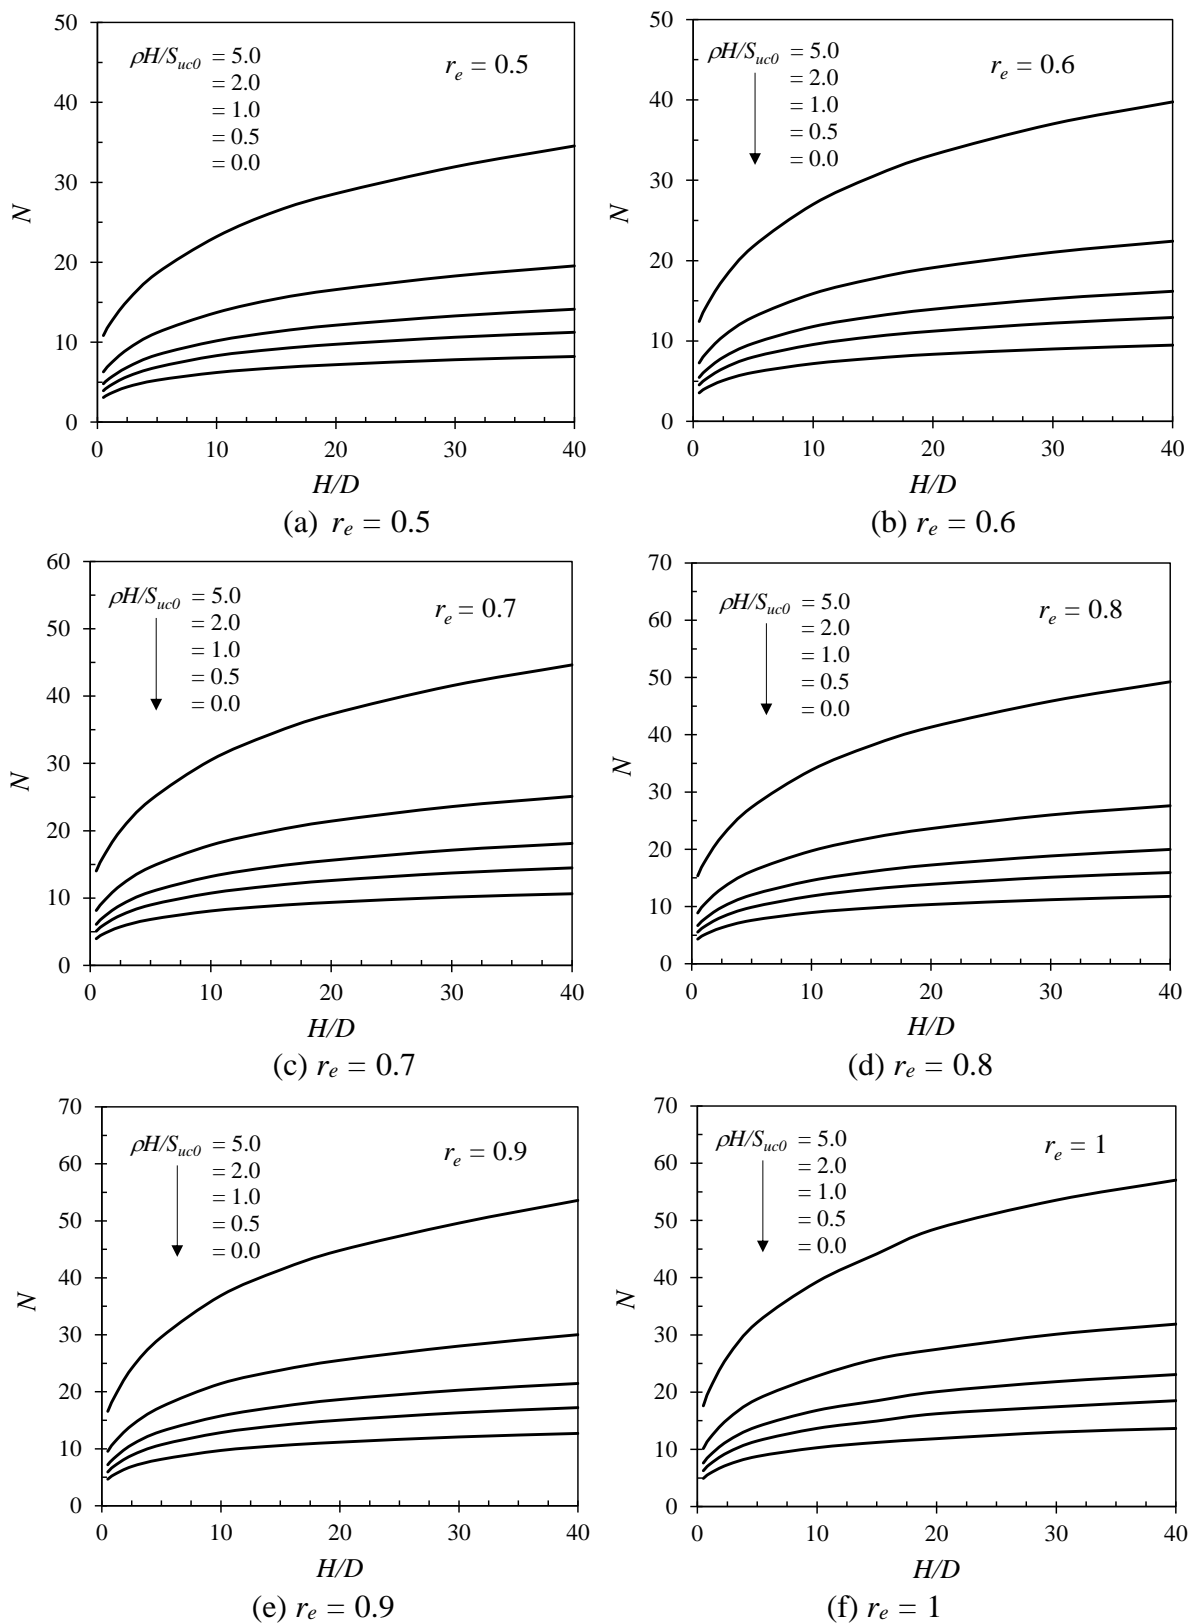 50
40
30
20
10
0
N
ρH/S_uc0 = 5.0
= 2.0
= 1.0
= 0.5
= 0.0
r_e = 0.5
0 10 20 30 40
H/D
(a) r_e = 0.5
50
40
30
20
10
0
N
ρH/S_uc0 = 5.0
= 2.0
= 1.0
= 0.5
= 0.0
r_e = 0.6
0 10 20 30 40
H/D
(b) r_e = 0.6
60
50
40
30
20
10
0
N
ρH/S_uc0 = 5.0
= 2.0
= 1.0
= 0.5
= 0.0
r_e = 0.7
0 10 20 30 40
H/D
(c) r_e = 0.7
70
60
50
40
30
20
10
0
N
ρH/S_uc0 = 5.0
= 2.0
= 1.0
= 0.5
= 0.0
r_e = 0.8
0 10 20 30 40
H/D
(d) r_e = 0.8
70
60
50
40
30
20
10
0
N
ρH/S_uc0 = 5.0
= 2.0
= 1.0
= 0.5
= 0.0
r_e = 0.9
0 10 20 30 40
H/D
(e) r_e = 0.9
70
60
50
40
30
20
10
0
N
ρH/S_uc0 = 5.0
= 2.0
= 1.0
= 0.5
= 0.0
r_e = 1
0 10 20 30 40
H/D
(f) r_e = 1